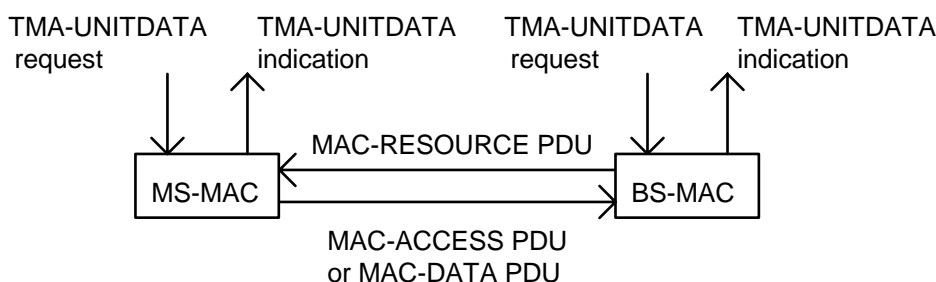 TMA-UNITDATA
request
TMA-UNITDATA
indication
TMA-UNITDATA
request
TMA-UNITDATA
indication
MAC-RESOURCE PDU
MS-MAC
BS-MAC
MAC-ACCESS PDU
or MAC-DATA PDU